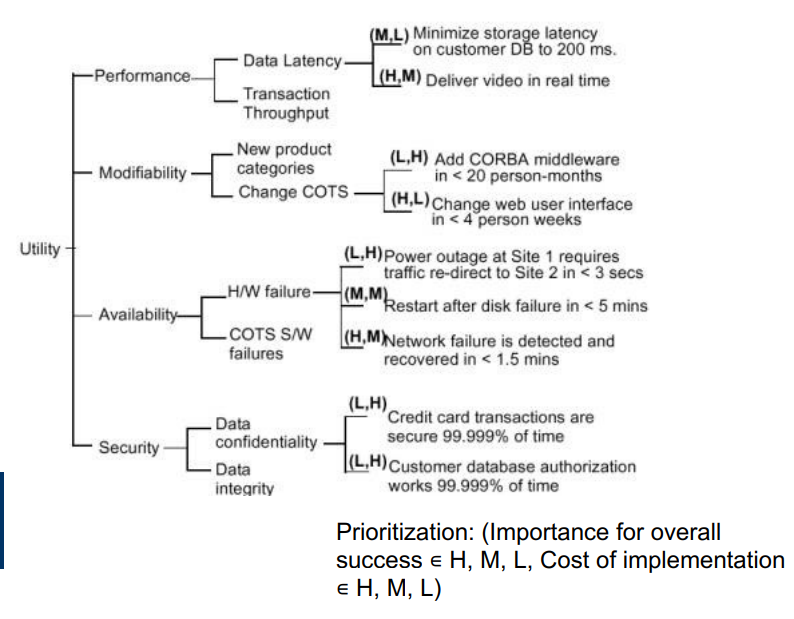 (M,L) Minimize storage latency
on customer DB to 200 ms.
Data Latency
Performance
(H,M) Deliver video in real time
Transaction
Throughput
New product
categories
(L,H) Add CORBA middleware
in < 20 person-months
Modifiability
Change COTS
(H,L) Change web user interface
in < 4 person weeks
Utility
(L,H) Power outage at Site 1 requires
traffic re-direct to Site 2 in < 3 secs
H/W failure
(M,M) Restart after disk failure in < 5 mins
Availability
COTS S/W
failures
(H,M) Network failure is detected and
recovered in < 1.5 mins
(L,H) Credit card transactions are
secure 99.999% of time
Data
confidentiality
Security
(L,H) Customer database authorization
works 99.999% of time
Data
integrity
Prioritization: (Importance for overall
success ∈ H, M, L, Cost of implementation
∈ H, M, L)